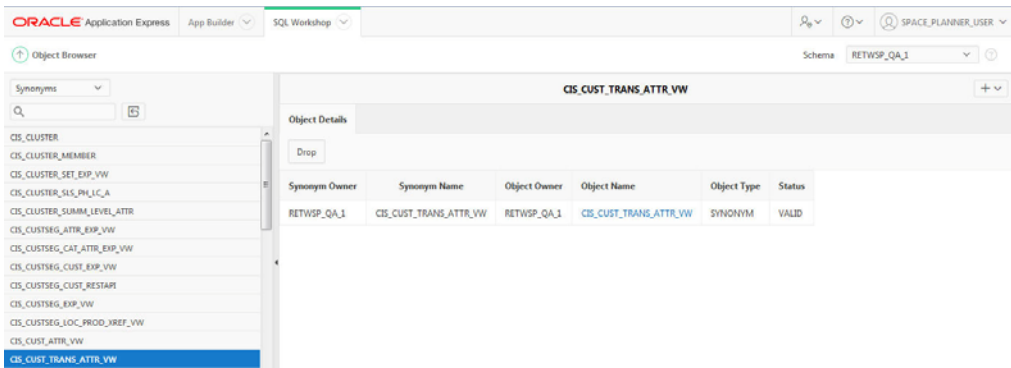 ORACLE Application Express App Builder SQL Workshop SPACE_PLANNER_USER
Object Browser Schema RETWSP_QA_1
Synonyms
CIS_CUST_TRANS_ATTR_VW
Object Details
Drop
Synonym Owner Synonym Name Object Owner Object Name Object Type Status
RETWSP_QA_1 CIS_CUST_TRANS_ATTR_VW RETWSP_QA_1 CIS_CUST_TRANS_ATTR_VW SYNONYM VALID
CIS_CLUSTER
CIS_CLUSTER_MEMBER
CIS_CLUSTER_SET_EXP_VW
CIS_CLUSTER_SLS_PH_LC_A
CIS_CLUSTER_SUMM_LEVEL_ATTR
CIS_CUSTSEG_ATTR_EXP_VW
CIS_CUSTSEG_CAT_ATTR_EXP_VW
CIS_CUSTSEG_CUST_EXP_VW
CIS_CUSTSEG_CUST_RESTAPI
CIS_CUSTSEG_EXP_VW
CIS_CUSTSEG_LOC_PROD_XREF_VW
CIS_CUST_ATTR_VW
CIS_CUST_TRANS_ATTR_VW